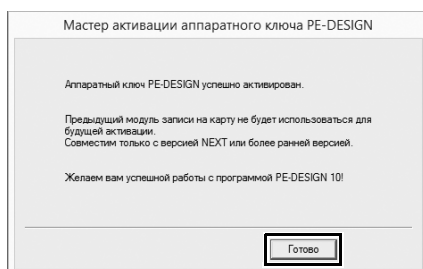 Мастер активации аппаратного ключа PE-DESIGN
Аппаратный ключ PE-DESIGN успешно активирован.
Предыдущий модуль записи на карту не будет использоваться для
будущей активации.
Совместим только с версией NEXT или более ранней версией.
Желаем вам успешной работы с программой PE-DESIGN 10!
Готово